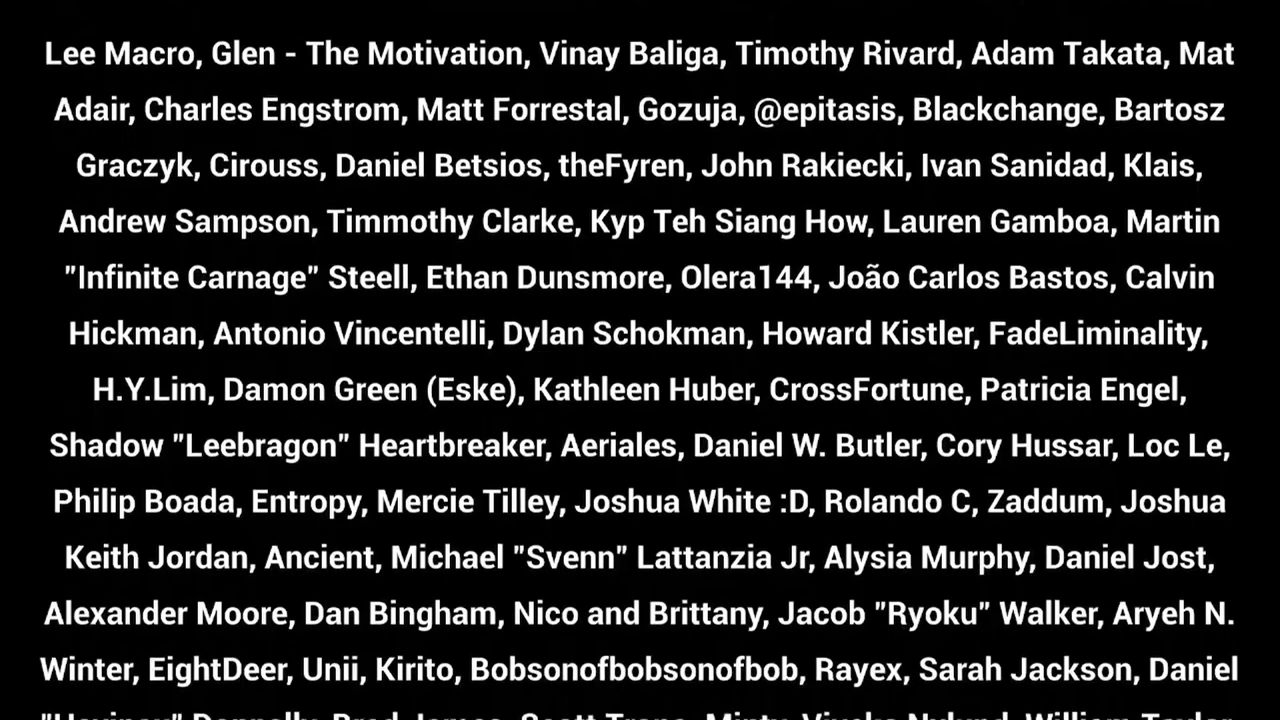 Lee Macro, Glen - The Motivation, Vinay Baliga, Timothy Rivard, Adam Takata, Mat
Adair, Charles Engstrom, Matt Forrestal, Gozuja, @epitasis, Blackchange, Bartosz
Graczyk, Cirouss, Daniel Betsios, theFyren, John Rakiecki, Ivan Sanidad, Klais,
Andrew Sampson, Timmothy Clarke, Kyp Teh Siang How, Lauren Gamboa, Martin
"Infinite Carnage" Steell, Ethan Dunsmore, Olera144, João Carlos Bastos, Calvin
Hickman, Antonio Vincentelli, Dylan Schokman, Howard Kistler, FadeLiminality,
H.Y.Lim, Damon Green (Eske), Kathleen Huber, CrossFortune, Patricia Engel,
Shadow "Leebragon" Heartbreaker, Aeriales, Daniel W. Butler, Cory Hussar, Loc Le,
Philip Boada, Entropy, Mercie Tilley, Joshua White :D, Rolando C, Zaddum, Joshua
Keith Jordan, Ancient, Michael "Svenn" Lattanzia Jr, Alysia Murphy, Daniel Jost,
Alexander Moore, Dan Bingham, Nico and Brittany, Jacob "Ryoku" Walker, Aryeh N.
Winter, EightDeer, Unii, Kirito, Bobsonofbobsonofbob, Rayex, Sarah Jackson, Daniel